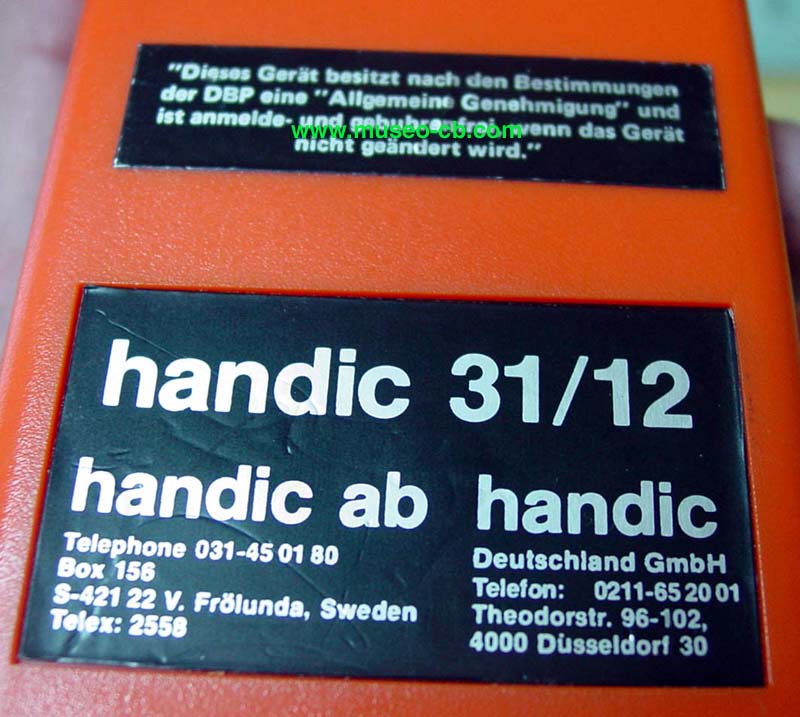 "Dieses Gerät besitzt nach den Bestimmungen
der DBP eine "Allgemeine Genehmigung" und
ist anmelde- und gebuhrenfrei, wenn das Gerät
nicht geändert wird."
www.museo-cb.com
handic 31/12
handic ab
Telephone 031-45 01 80
Box 156
S-421 22 V. Frölunda, Sweden
Telex: 2558
handic
Deutschland GmbH
Telefon: 0211-65 20 01
Theodorstr. 96-102,
4000 Düsseldorf 30